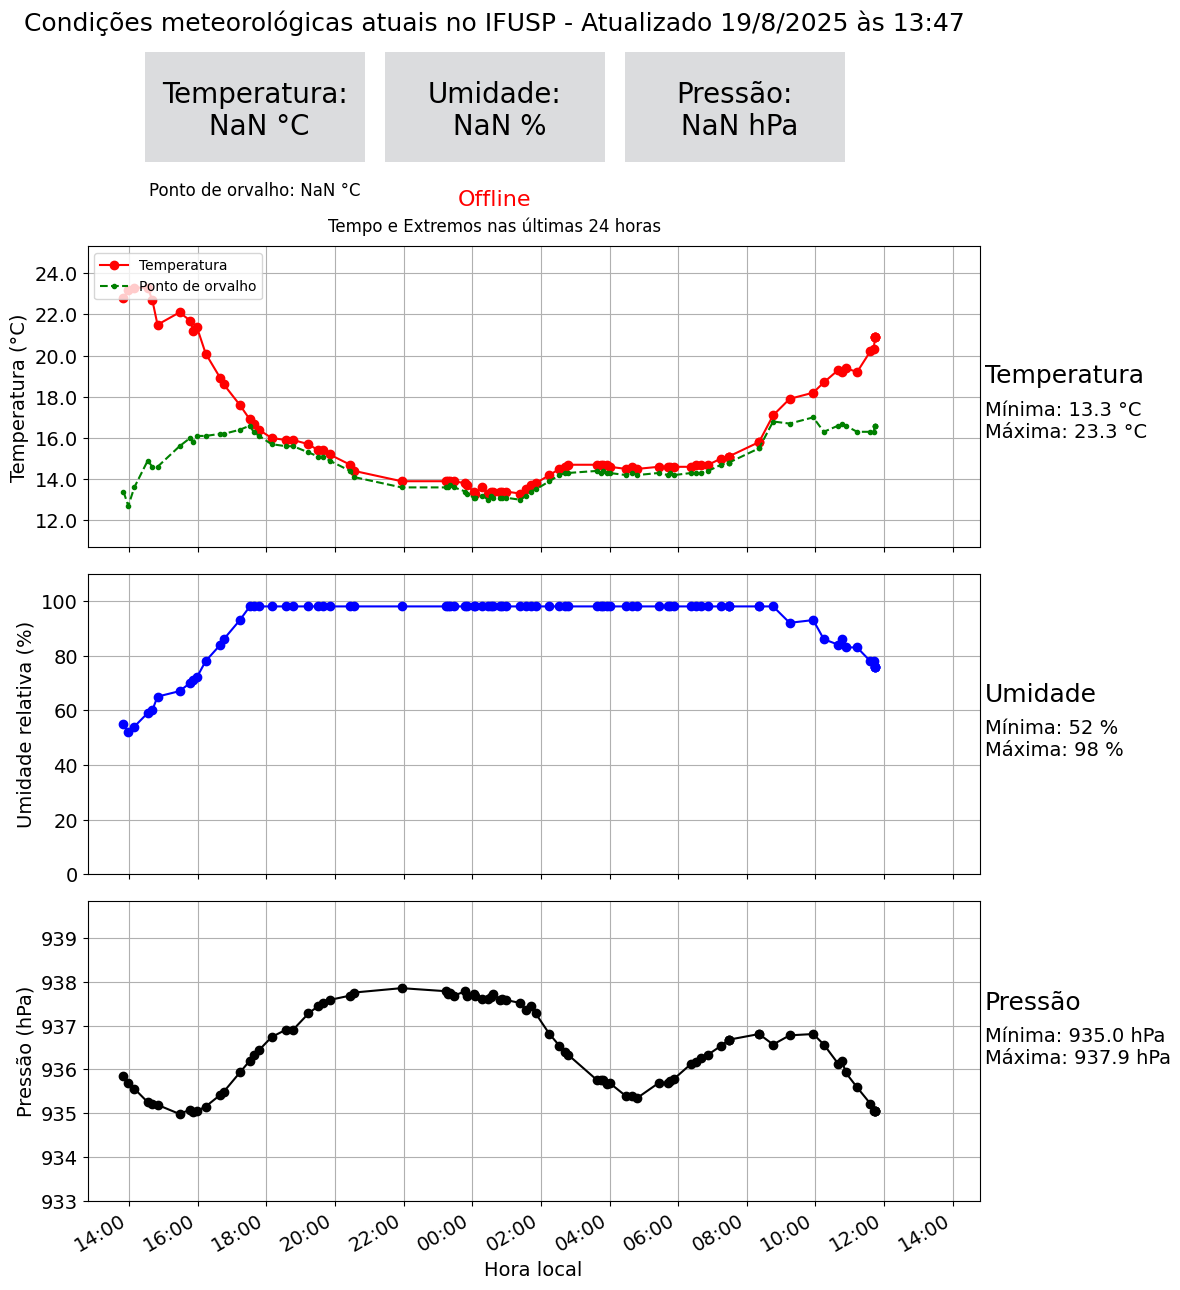 Condições meteorológicas atuais no IFUSP - Atualizado 19/8/2025 às 13:47
Temperatura:
NaN °C
Umidade:
NaN %
Pressão:
NaN hPa
Ponto de orvalho: NaN °C
Offline
Tempo e Extremos nas últimas 24 horas
Temperatura
Ponto de orvalho
Temperatura (°C)
24.0
22.0
20.0
18.0
16.0
14.0
12.0
Temperatura
Mínima: 13.3 °C
Máxima: 23.3 °C
Umidade relativa (%)
100
80
60
40
20
0
Umidade
Mínima: 52 %
Máxima: 98 %
Pressão (hPa)
939
938
937
936
935
934
933
Pressão
Mínima: 935.0 hPa
Máxima: 937.9 hPa
14:00 16:00 18:00 20:00 22:00 00:00 02:00 04:00 06:00 08:00 10:00 12:00 14:00
Hora local